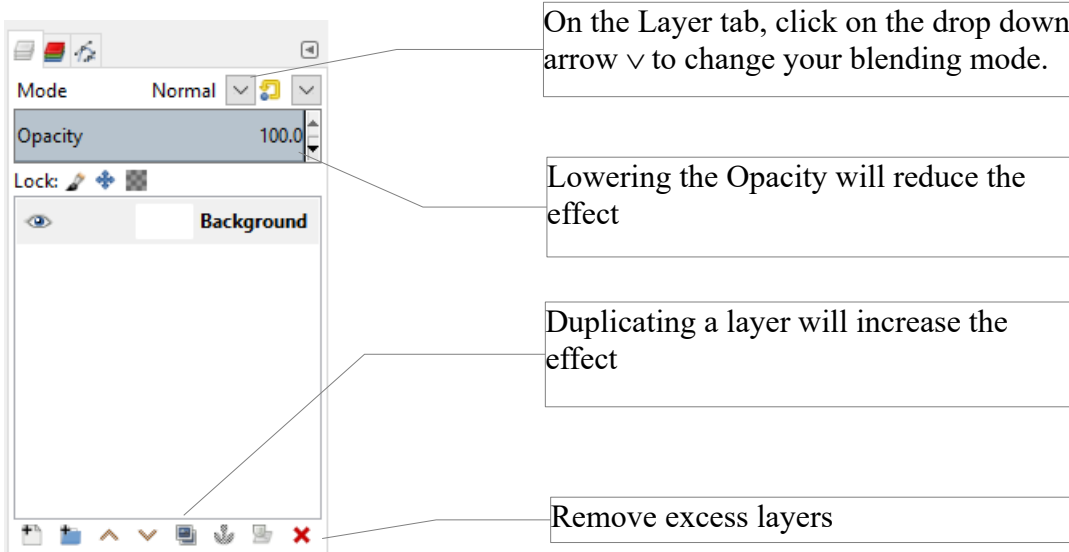 On the Layer tab, click on the drop down
arrow ∨ to change your blending mode.
Mode Normal
Opacity 100.0
Lowering the Opacity will reduce the
effect
Lock:
Background
Duplicating a layer will increase the
effect
Remove excess layers